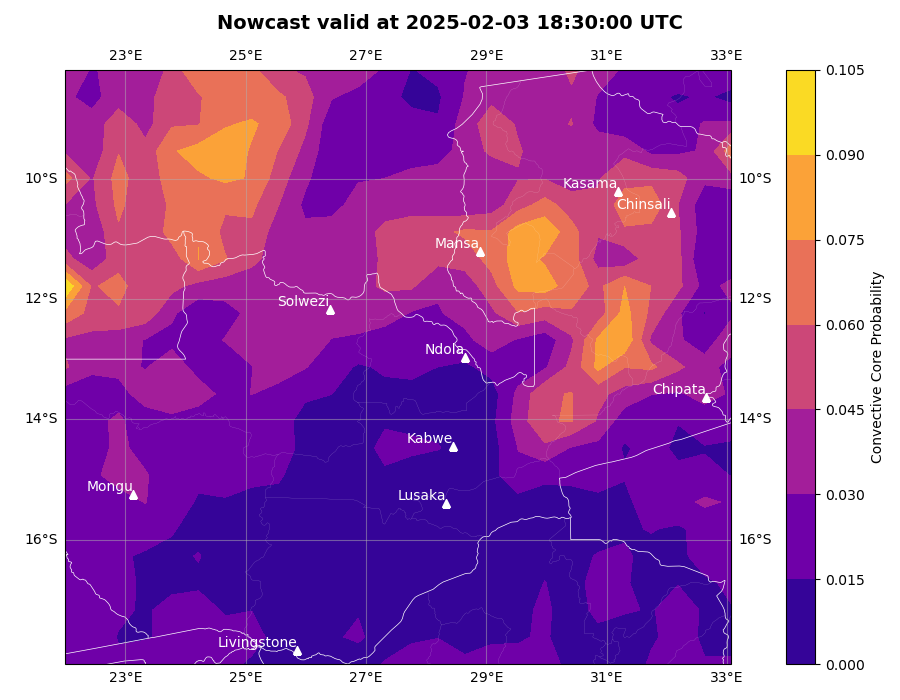 Nowcast valid at 2025-02-03 18:30:00 UTC
23°E 25°E 27°E 29°E 31°E 33°E
0.105
0.090
10°S Kasama 10°S
Chinsali
0.075
Mansa
12°S 12°S
Solwezi
0.060
Ndola
Chipata
0.045
14°S 14°S
Kabwe
Mongu
Lusaka
0.030
16°S 16°S
0.015
Livingstone
0.000
23°E 25°E 27°E 29°E 31°E 33°E
Convective Core Probability